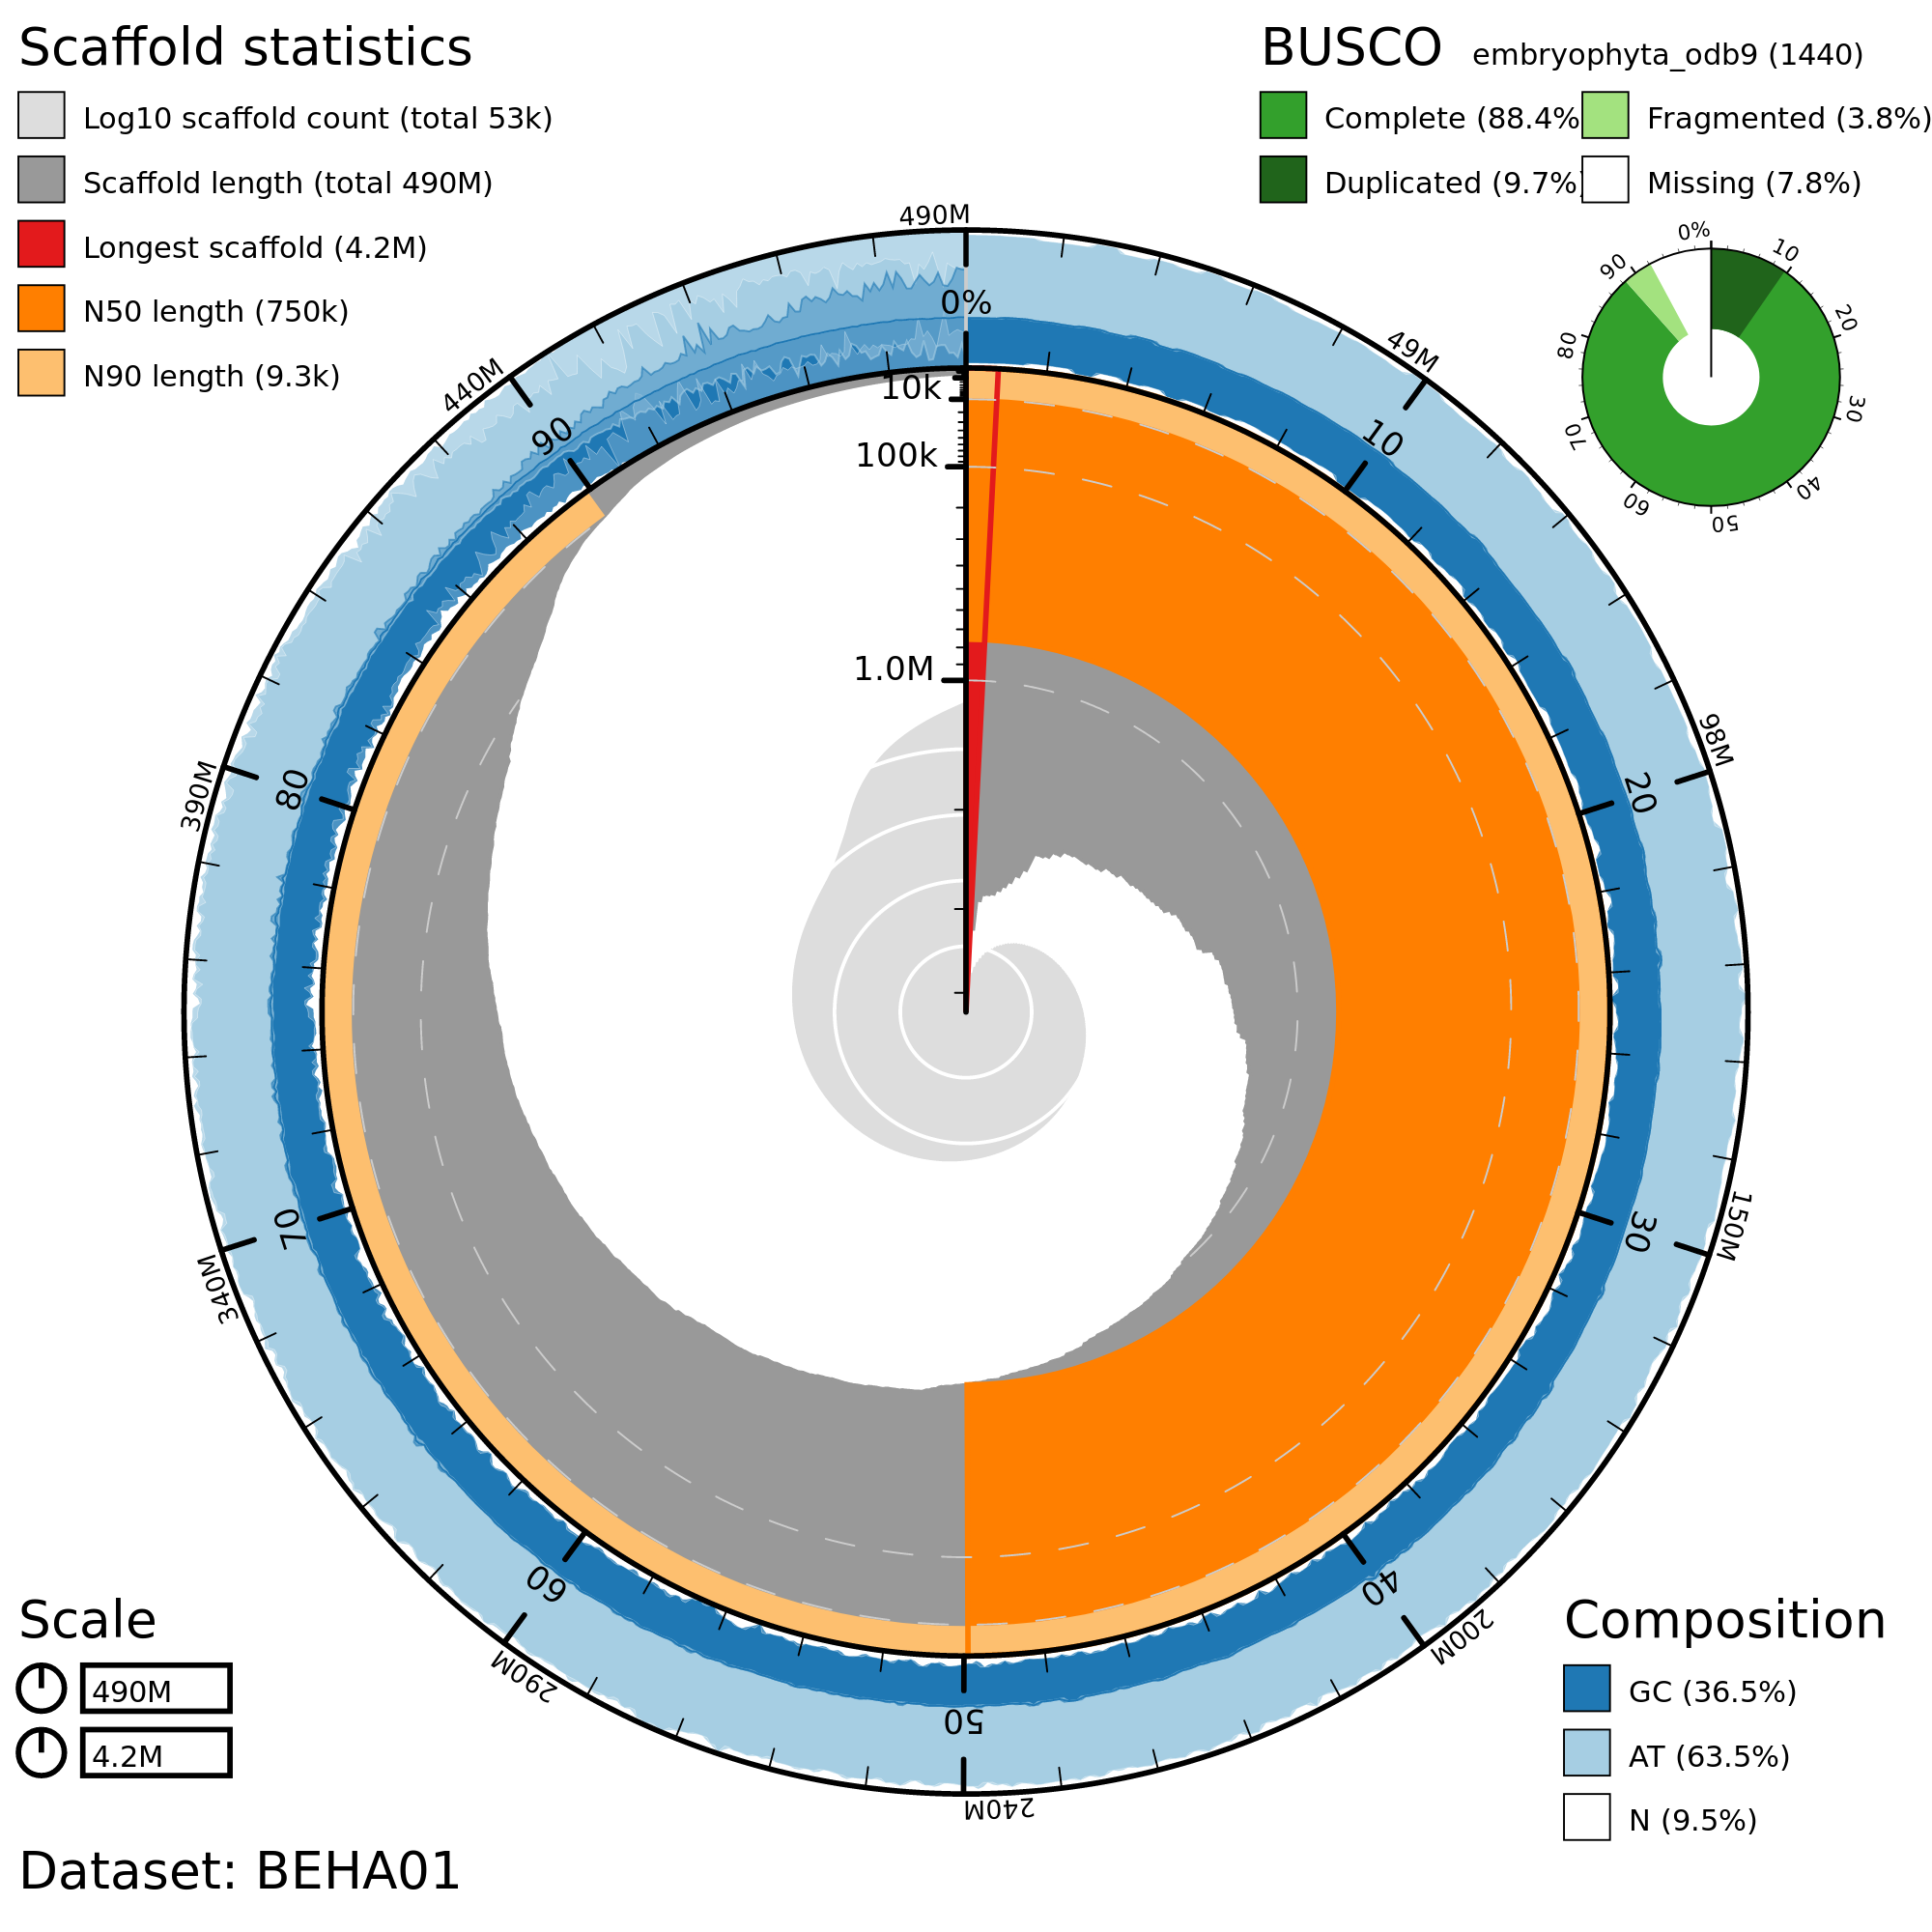 Scaffold statistics
Log10 scaffold count (total 53k)
Scaffold length (total 490M)
Longest scaffold (4.2M)
N50 length (750k)
N90 length (9.3k)
BUSCO embryophyta_odb9 (1440)
Complete (88.4%
Fragmented (3.8%)
Duplicated (9.7%)
Missing (7.8%)
0%
10
20
30
40
50
60
70
80
90
490M
49M
98M
150M
200M
240M
290M
340M
390M
440M
0%
10
20
30
40
50
60
70
80
90
10k
100k
1.0M
Scale
490M
4.2M
Composition
GC (36.5%)
AT (63.5%)
N (9.5%)
Dataset: BEHA01